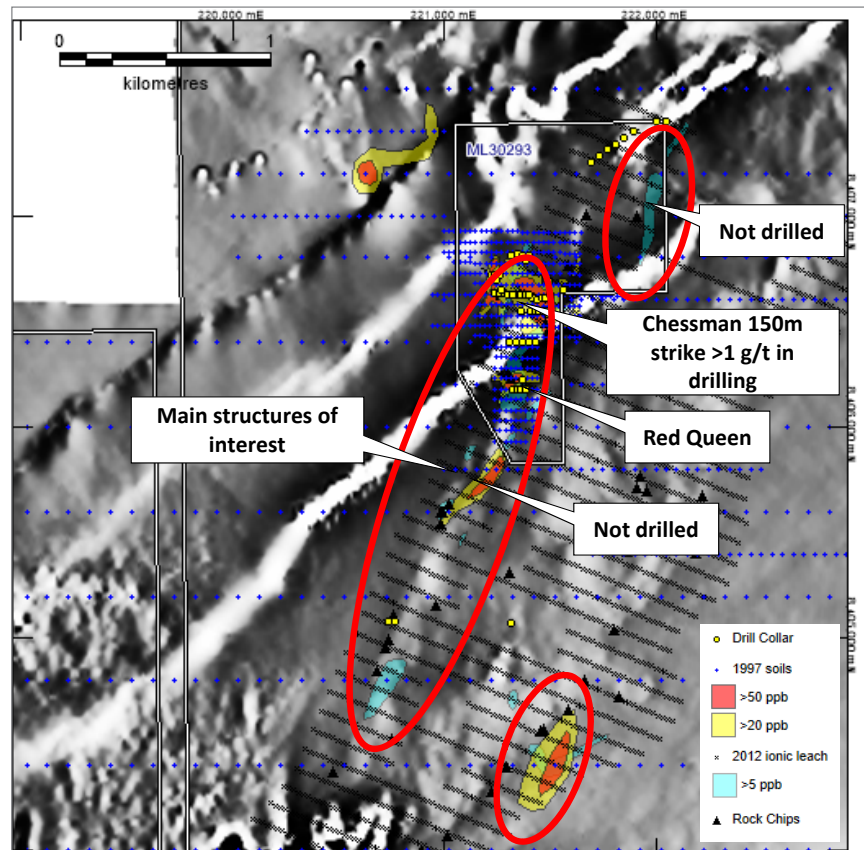 220,000 mE
221,000 mE
222,000 mE
0
1
kilometres
ML30293
Not drilled
Chessman 150m
strike >1 g/t in
drilling
Main structures of
interest
Red Queen
Not drilled
Drill Collar
1997 soils
>50 ppb
>20 ppb
2012 ionic leach
>5 ppb
Rock Chips